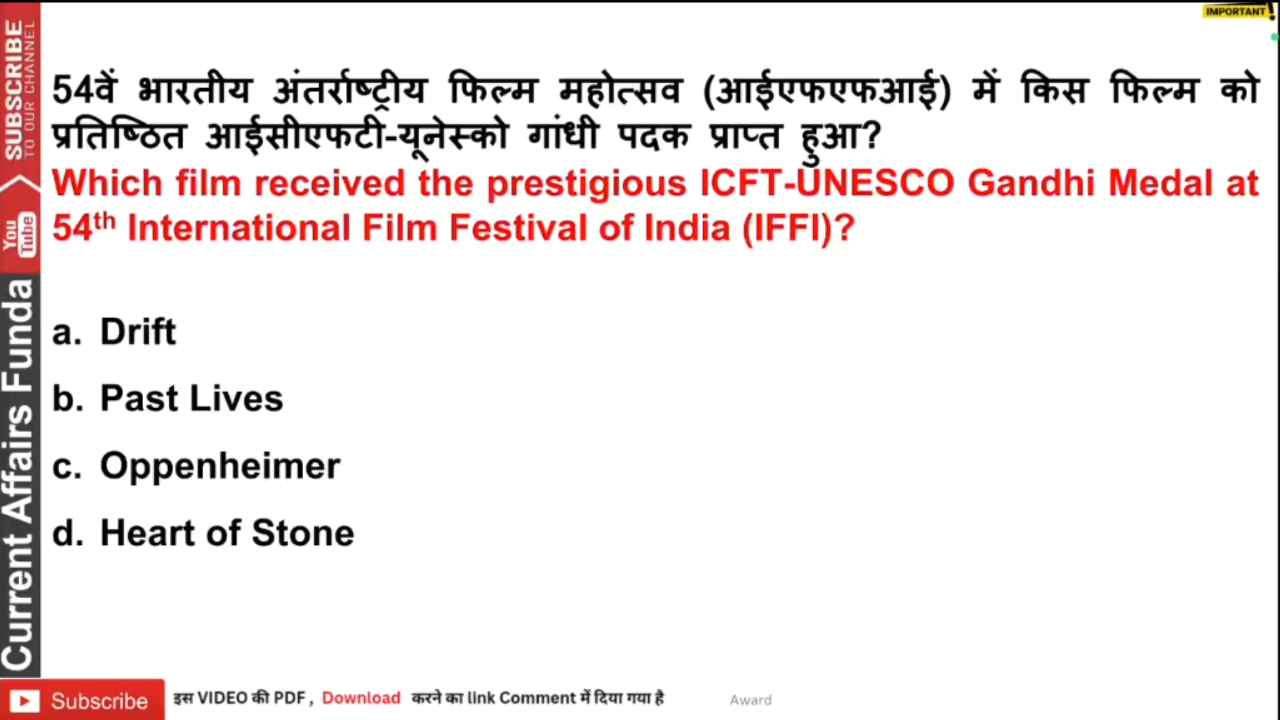 IMPORTANT!
SUBSCRIBE
TO OUR CHANNEL
You Tube
Current Affairs Funda
54वें भारतीय अंतर्राष्ट्रीय फिल्म महोत्सव (आईएफएफआई) में किस फिल्म को
प्रतिष्ठित आईसीएफटी-यूनेस्को गांधी पदक प्राप्त हुआ?
Which film received the prestigious ICFT-UNESCO Gandhi Medal at
54th International Film Festival of India (IFFI)?
a. Drift
b. Past Lives
c. Oppenheimer
d. Heart of Stone
Subscribe
इस VIDEO की PDF , Download करने का link Comment में दिया गया है
Award